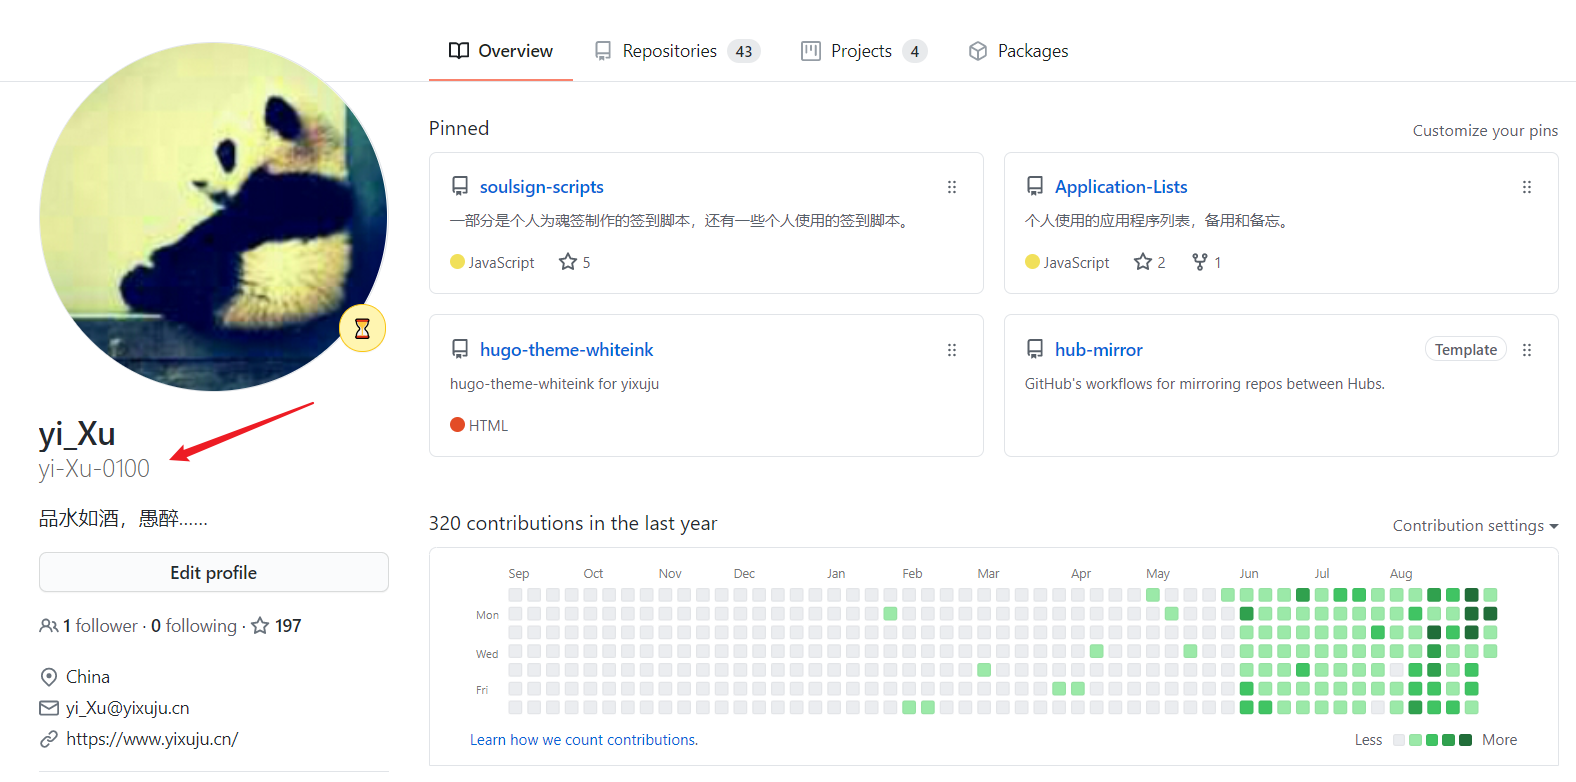 Overview Repositories 43 Projects 4 Packages
Pinned
Customize your pins
soulsign-scripts
一部分是个人为魂签制作的签到脚本，还有一些个人使用的签到脚本。
JavaScript 5
Application-Lists
个人使用的应用程序列表，备用和备忘。
JavaScript 2 1
hugo-theme-whiteink
hugo-theme-whiteink for yixuju
HTML
hub-mirror
Template
GitHub's workflows for mirroring repos between Hubs.
yi_Xu
yi-Xu-0100
品水如酒，愚醉......
Edit profile
1 follower · 0 following · 197
China
yi_Xu@yixuju.cn
https://www.yixuju.cn/
320 contributions in the last year
Contribution settings
Sep Oct Nov Dec Jan Feb Mar Apr May Jun Jul Aug
Mon
Wed
Fri
Learn how we count contributions.
Less More